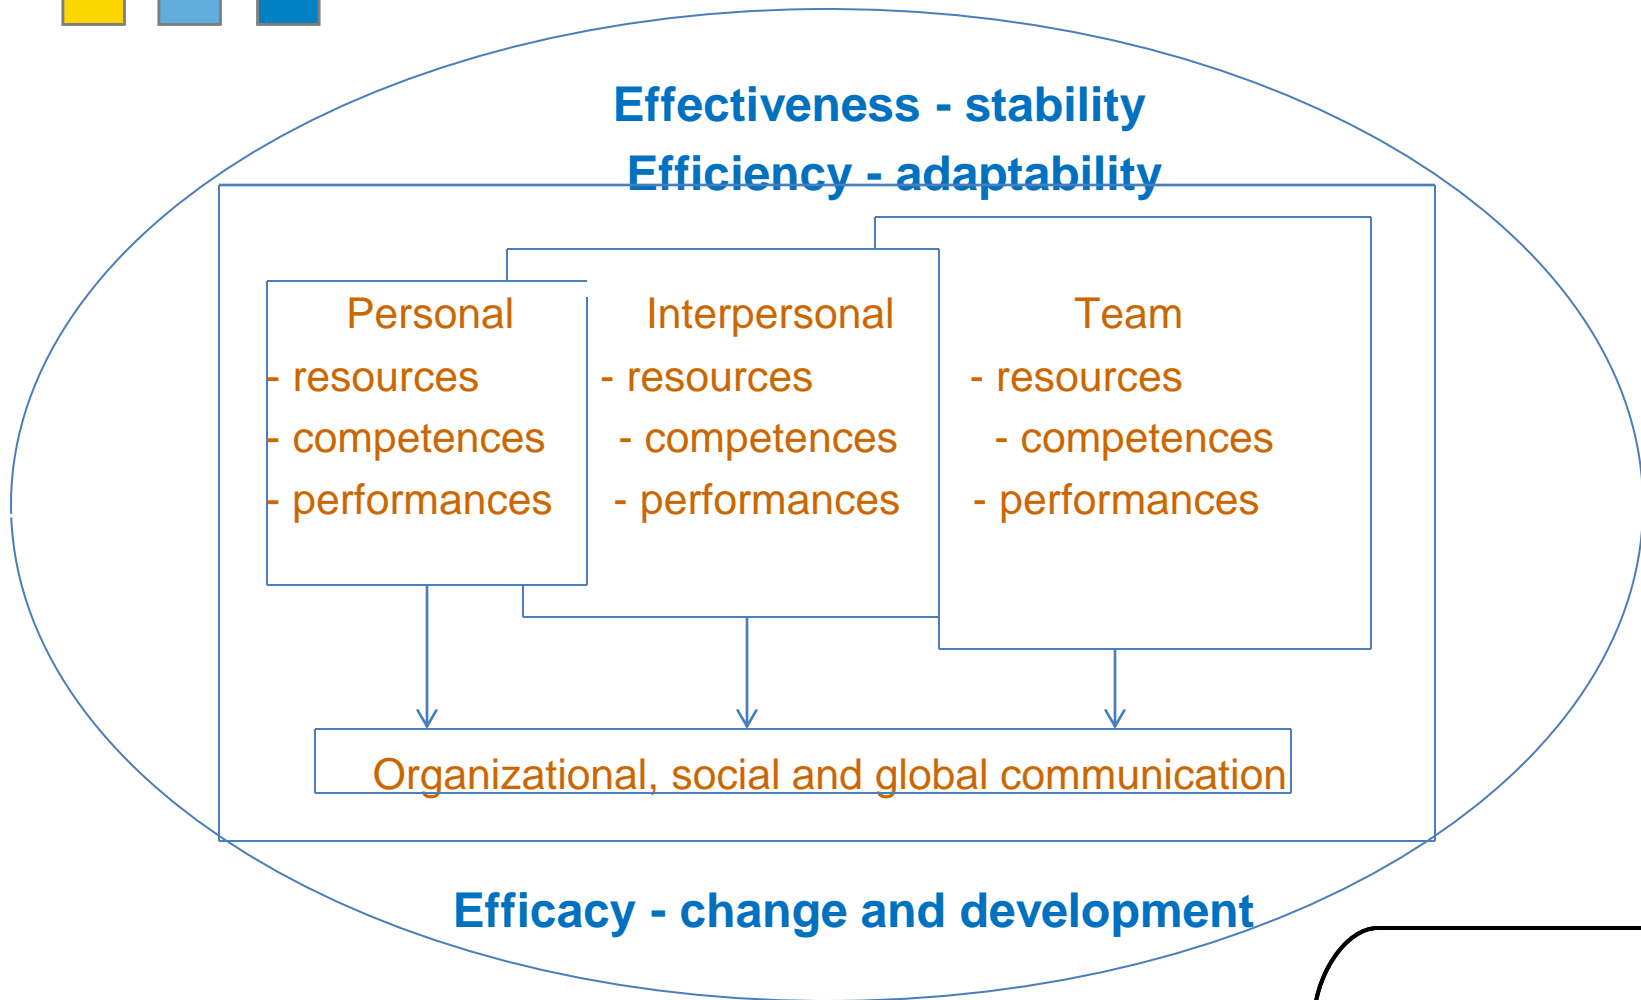 Effectiveness - stability
Efficiency - adaptability
Personal Interpersonal Team
- resources - resources - resources
- competences - competences - competences
- performances - performances - performances
Organizational, social and global communication
Efficacy - change and development